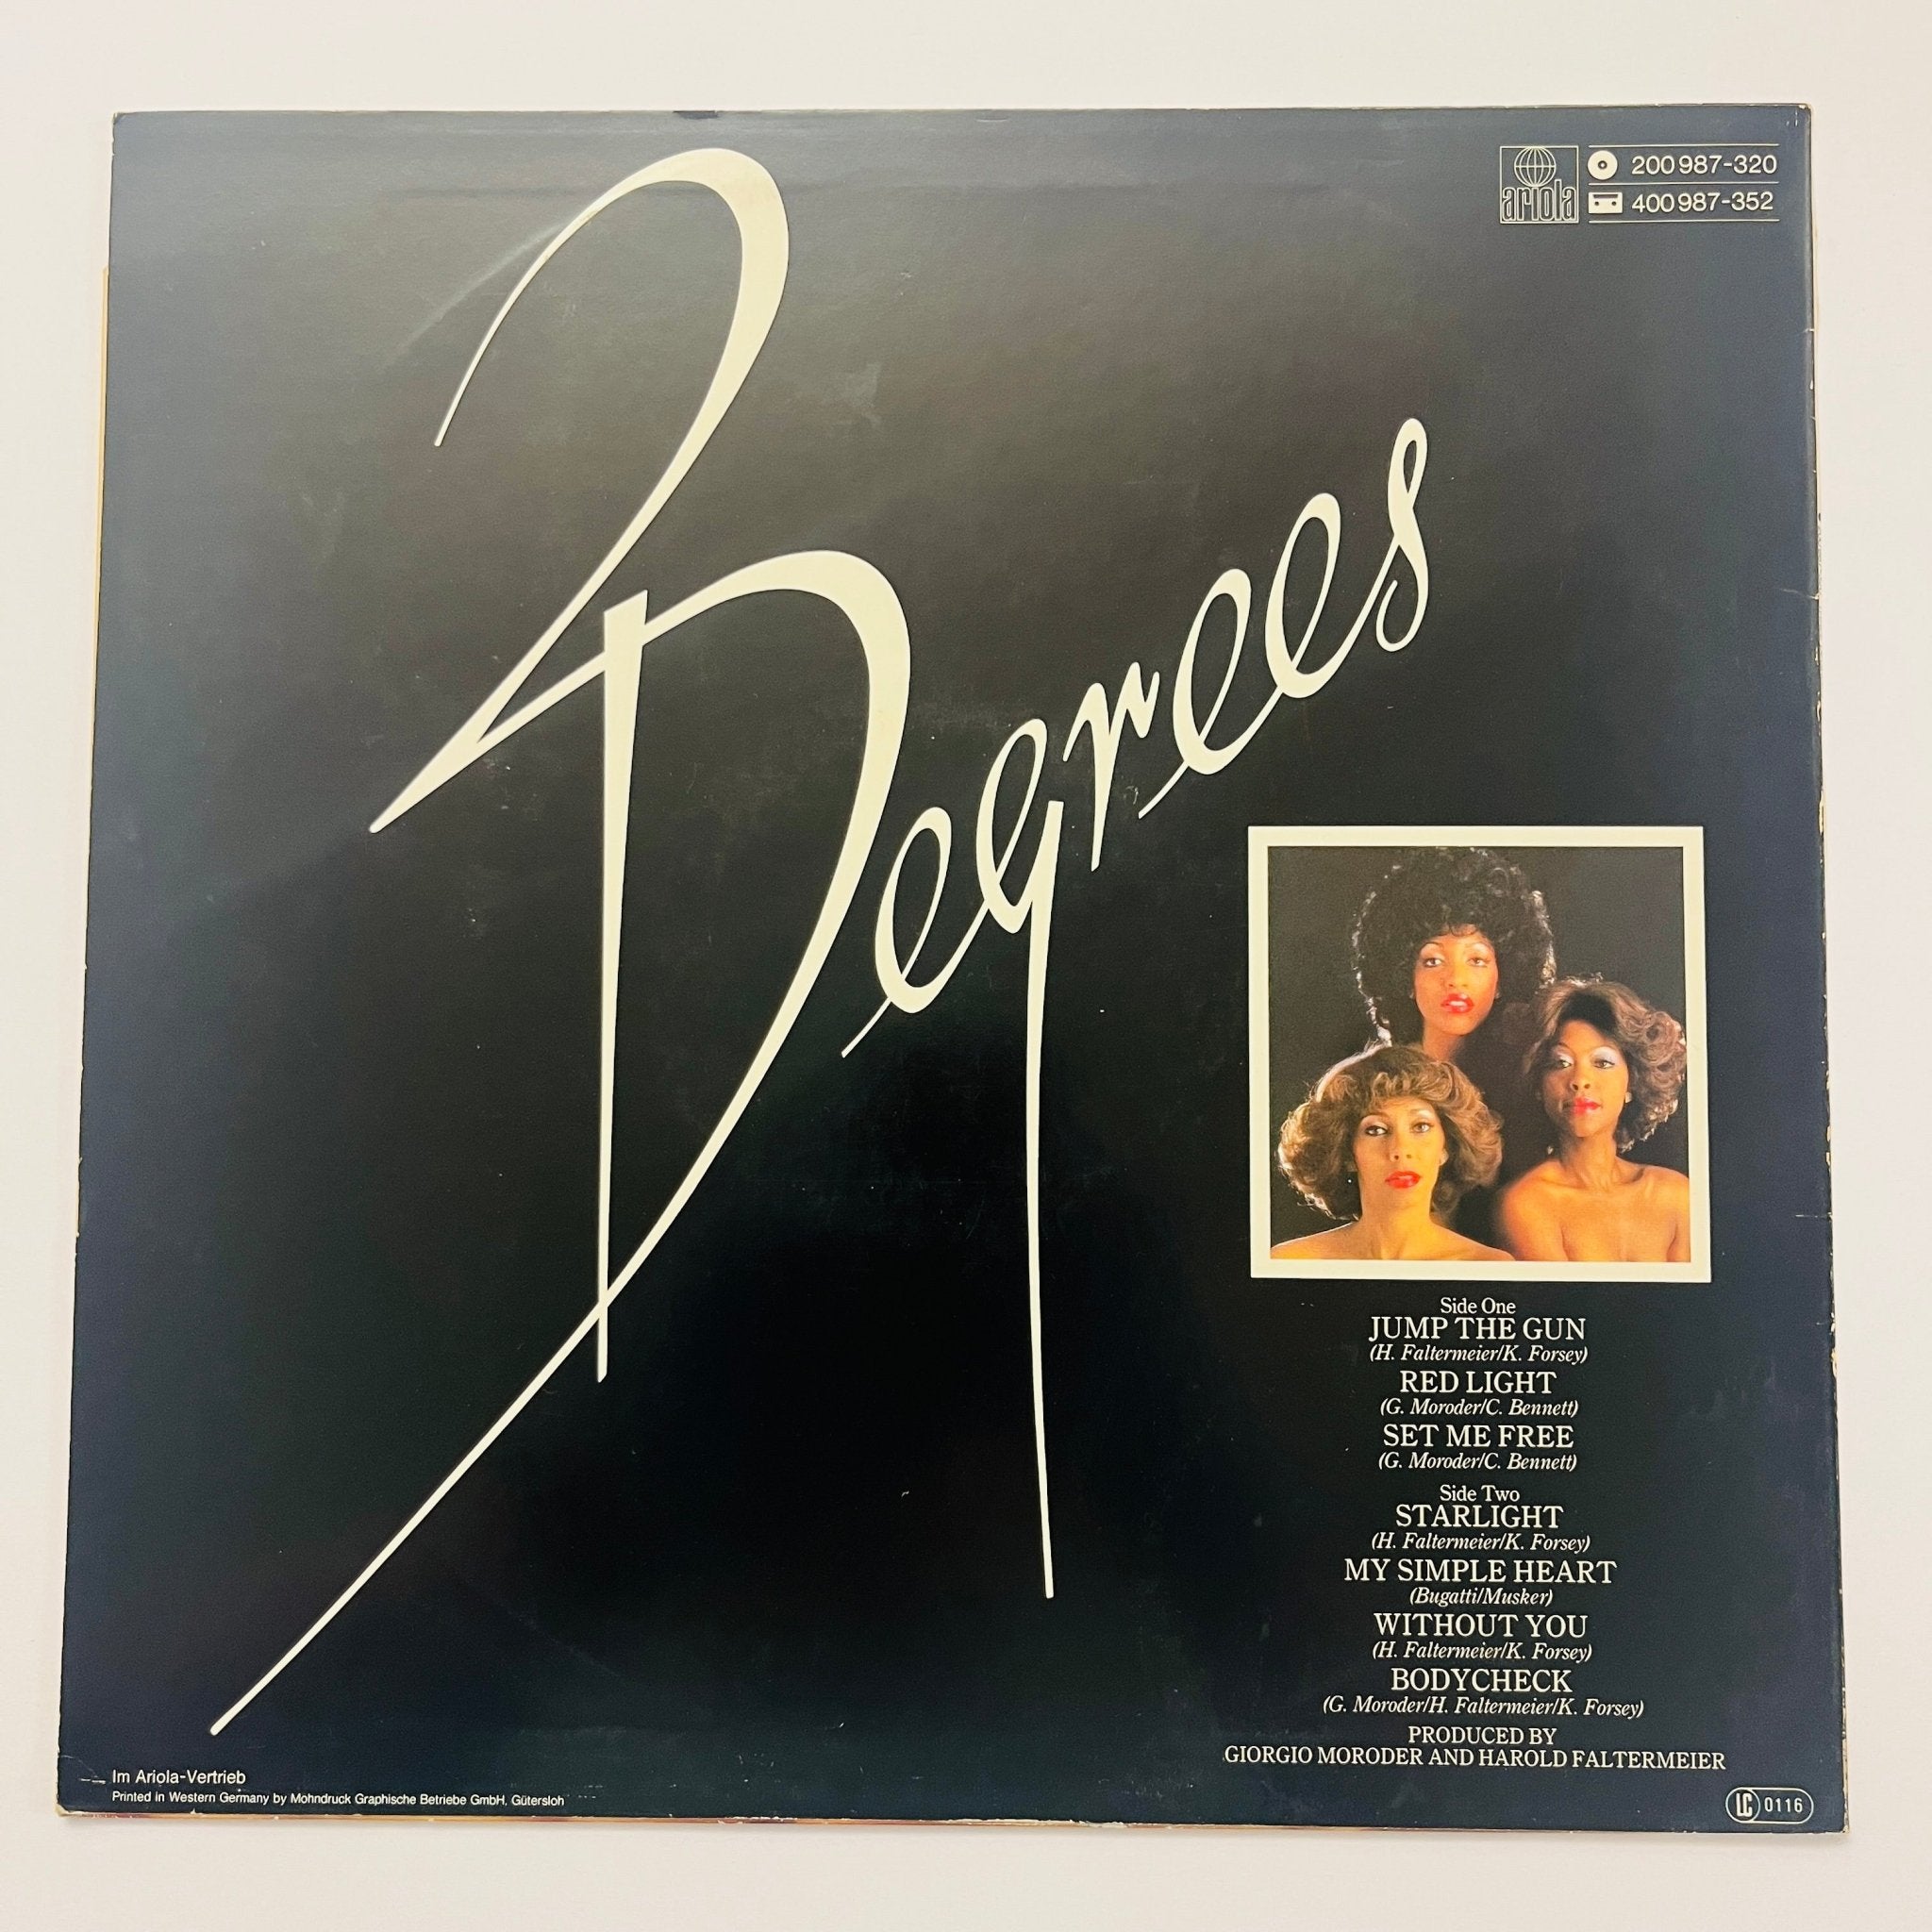 ariola
200 987-320
400 987-352
3 Degrees
Side One
JUMP THE GUN
(H. Faltermeier/K. Forsey)
RED LIGHT
(G. Moroder/C. Bennett)
SET ME FREE
(G. Moroder/C. Bennett)
Side Two
STARLIGHT
(H. Faltermeier/K. Forsey)
MY SIMPLE HEART
(Bugatti/Musker)
WITHOUT YOU
(H. Faltermeier/K. Forsey)
BODYCHECK
(G. Moroder/H. Faltermeier/K. Forsey)
PRODUCED BY
GIORGIO MORODER AND HAROLD FALTERMEIER
Im Ariola-Vertrieb
Printed in Western Germany by Mohndruck Graphische Betriebe GmbH, Gütersloh
LC 0116